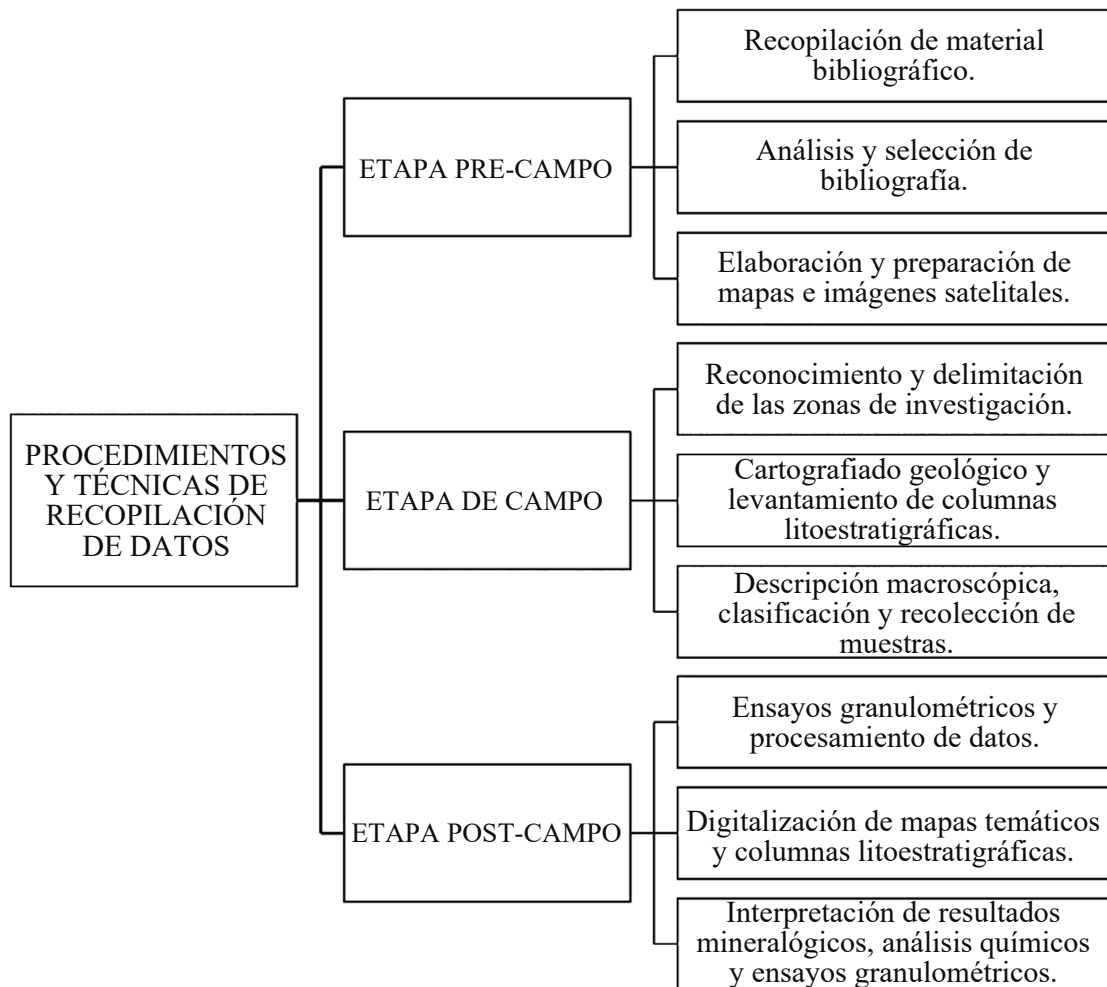 PROCEDIMIENTOS
Y TÉCNICAS DE
RECOPILACIÓN
DE DATOS
ETAPA PRE-CAMPO
Recopilación de material
bibliográfico.
Análisis y selección de
bibliografía.
Elaboración y preparación de
mapas e imágenes satelitales.
ETAPA DE CAMPO
Reconocimiento y delimitación
de las zonas de investigación.
Cartografiado geológico y
levantamiento de columnas
litoestratigráficas.
Descripción macroscópica,
clasificación y recolección de
muestras.
ETAPA POST-CAMPO
Ensayos granulométricos y
procesamiento de datos.
Digitalización de mapas temáticos
y columnas litoestratigráficas.
Interpretación de resultados
mineralógicos, análisis químicos
y ensayos granulométricos.